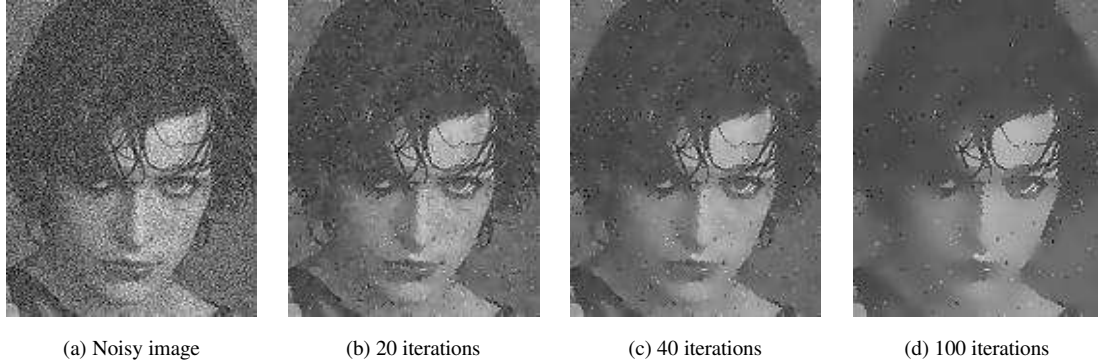 (a) Noisy image
(b) 20 iterations
(c) 40 iterations
(d) 100 iterations